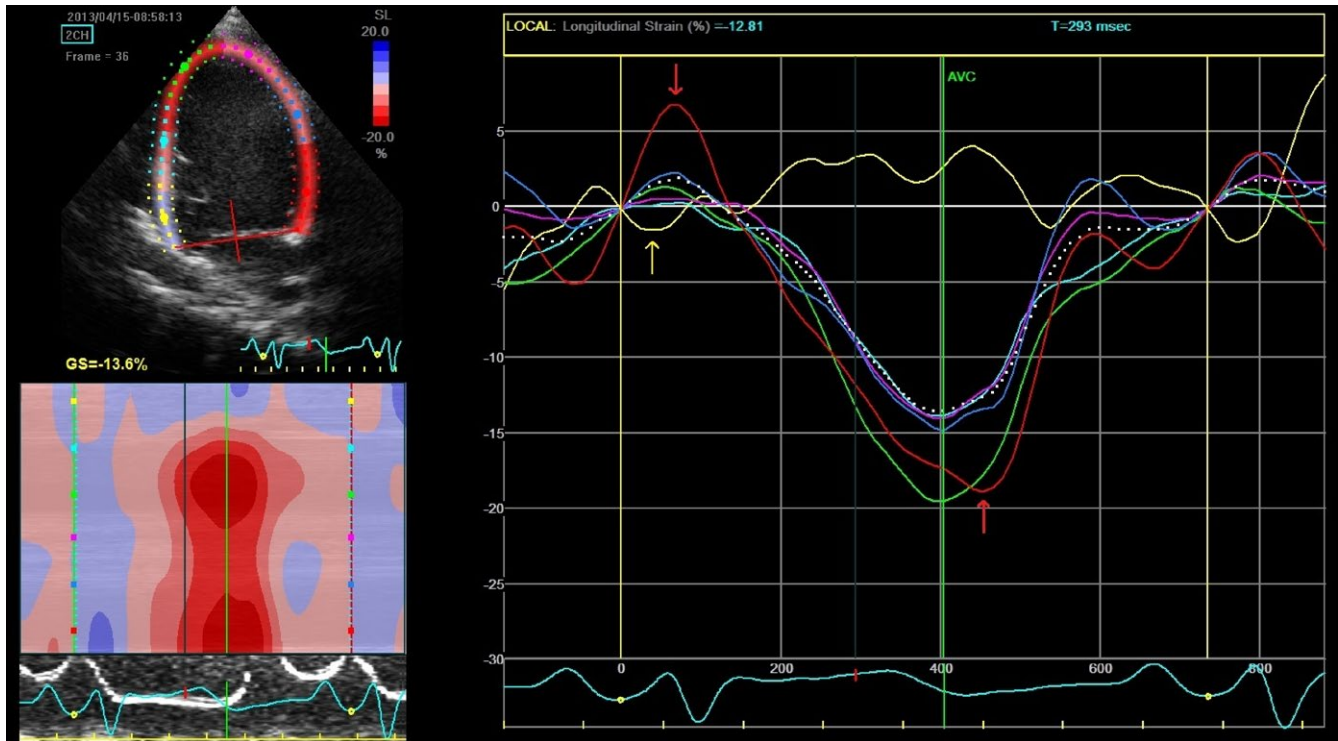 2013/04/15-08:58:13
2CH
Frame = 36
SL
20.0
-20.0
%
GS=-13.6%
LOCAL: Longitudinal Strain (%) =-12.81
T=293 msec
AVC
5
0
-5
-10
-15
-20
-25
-30
0
200
400
600
800